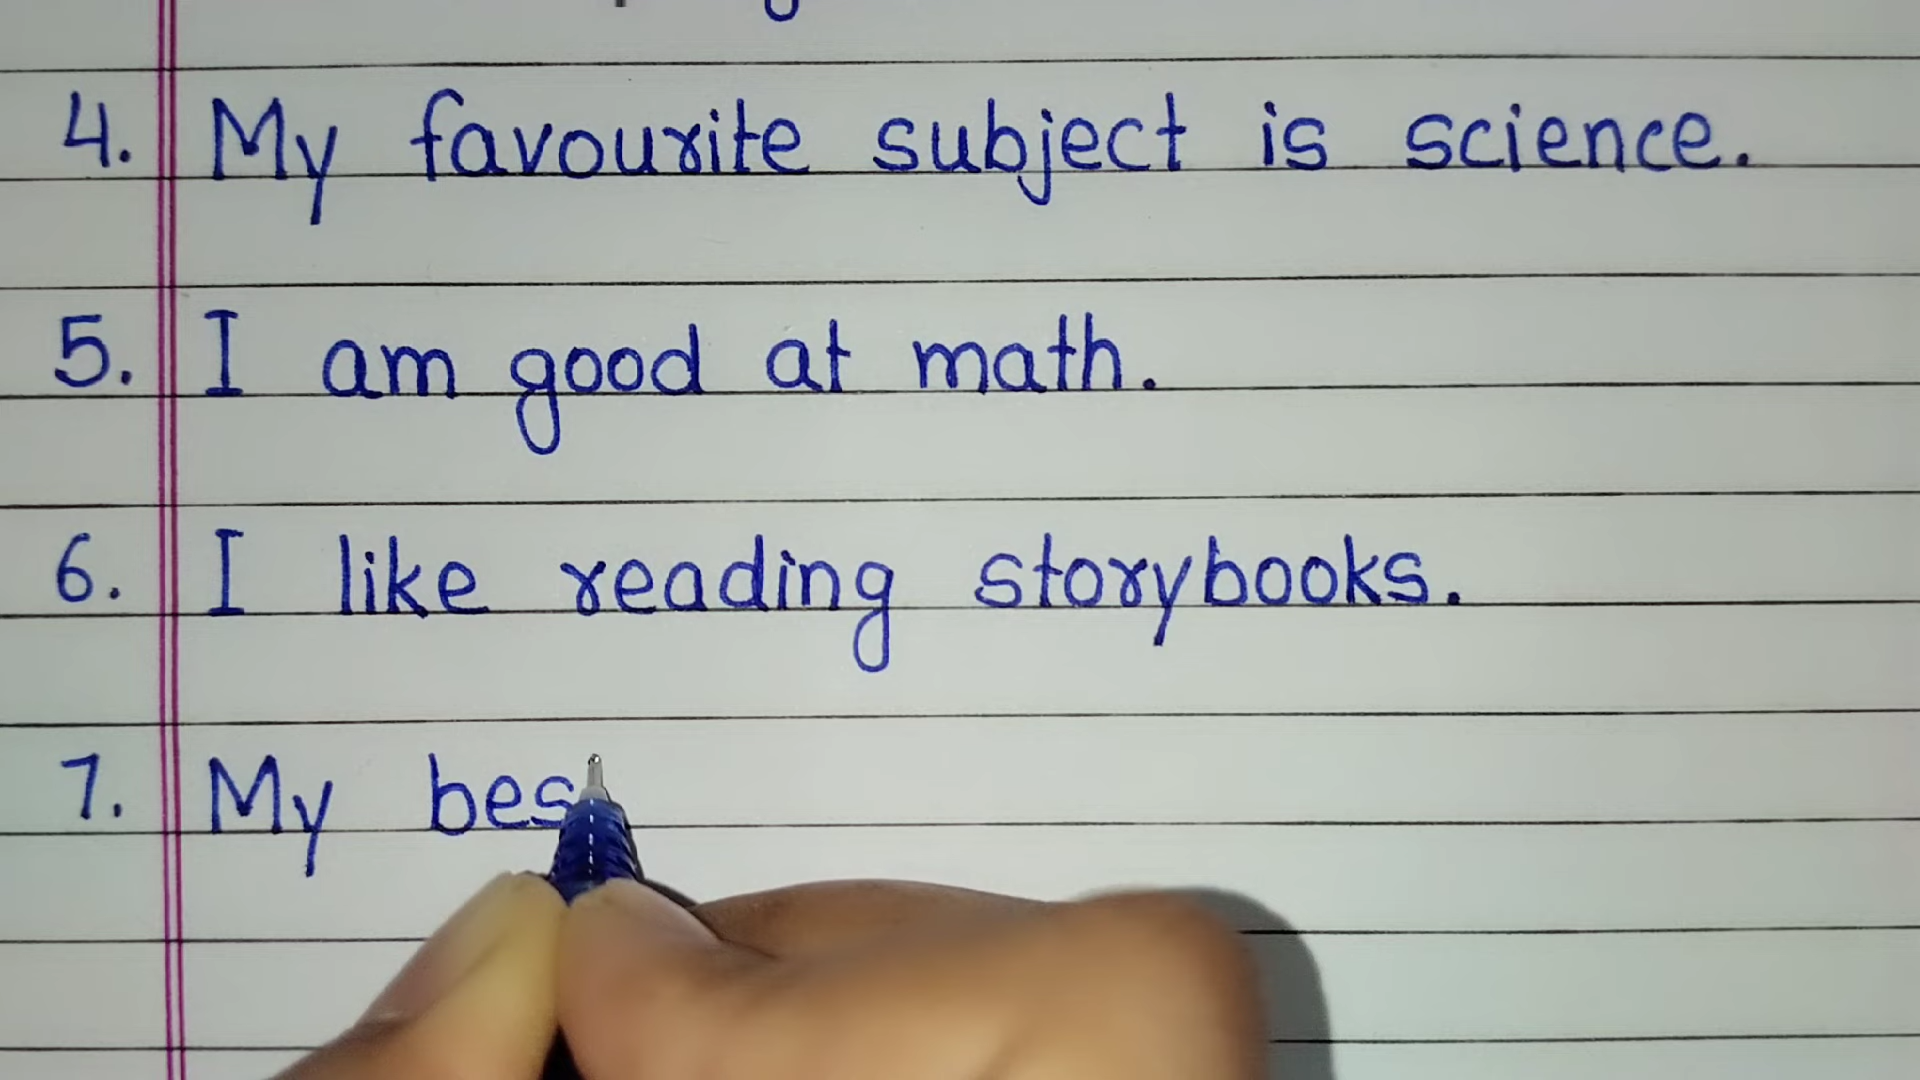 4. My favourite subject is science.
5. I am good at math.
6. I like reading storybooks.
7. My bes